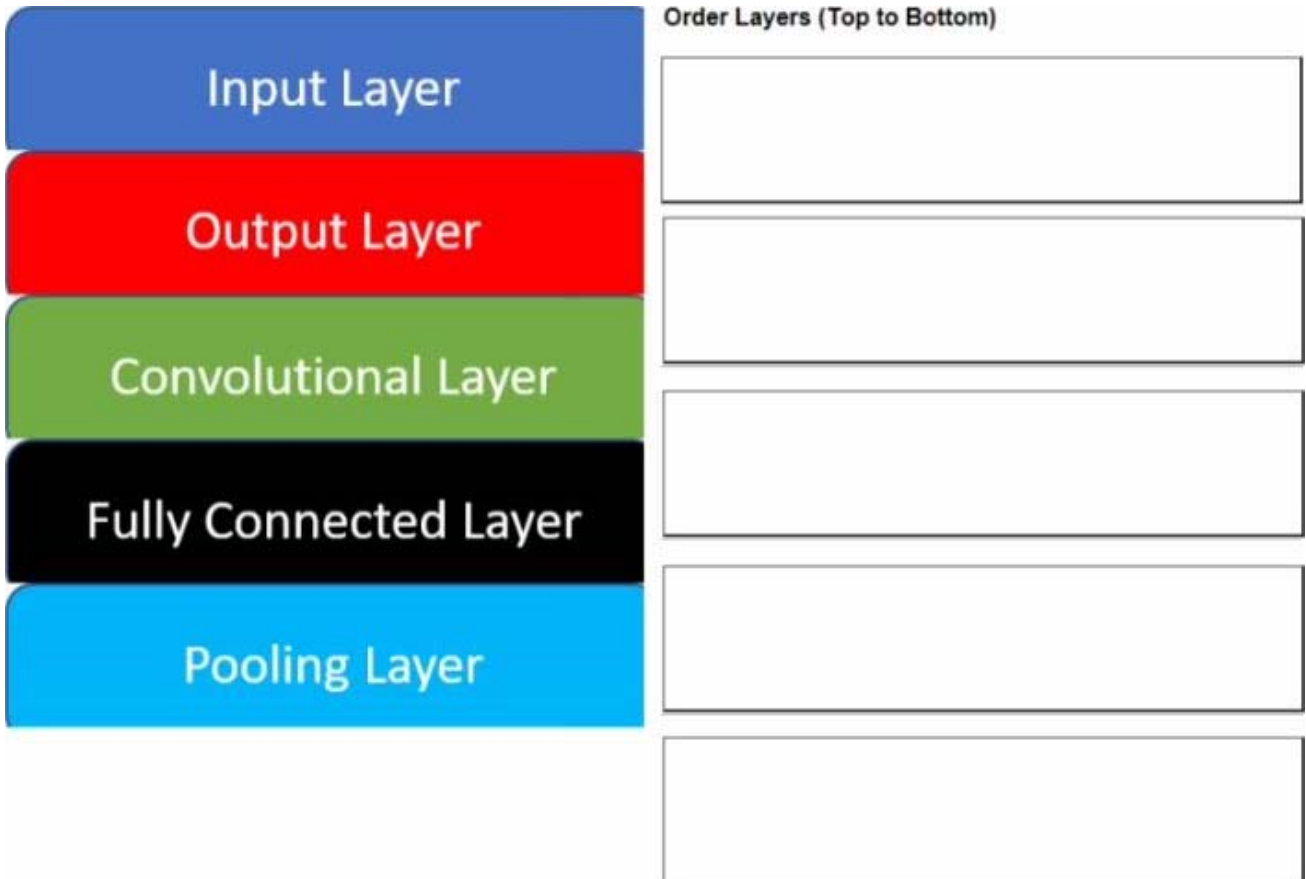 Order Layers (Top to Bottom)
Input Layer
Output Layer
Convolutional Layer
Fully Connected Layer
Pooling Layer